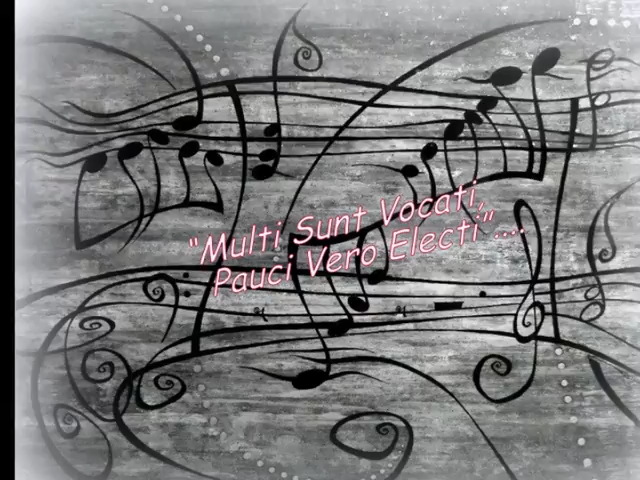 "Multi Sunt Vocati,
Pauci Vero Electi"....